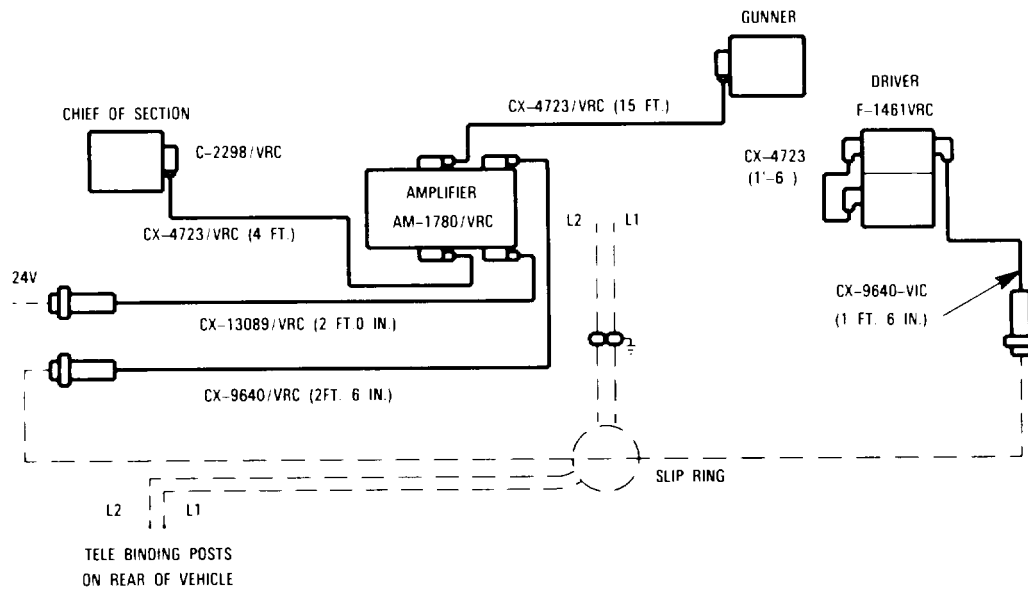 GUNNER
DRIVER
F-1461VRC
CHIEF OF SECTION
CX-4723/VRC (15 FT.)
C-2298/VRC
CX-4723
(1'-6 )
AMPLIFIER
AM-1780/VRC
L2 L1
CX-4723/VRC (4 FT.)
24V
CX-9640-VIC
(1 FT. 6 IN.)
CX-13089/VRC (2 FT.0 IN.)
CX-9640/VRC (2FT. 6 IN.)
SLIP RING
L2 L1
TELE BINDING POSTS
ON REAR OF VEHICLE